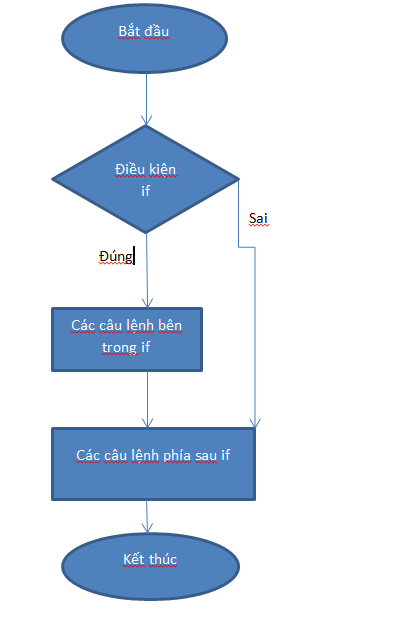 Bắt đầu
Điều kiện
if
Sai
Đúng
Các câu lệnh bên
trong if
Các câu lệnh phía sau if
Kết thúc